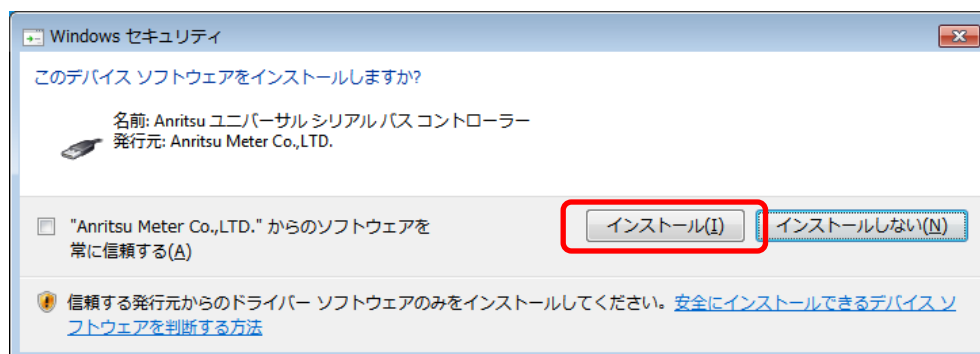 Windows セキュリティ
このデバイス ソフトウェアをインストールしますか?
名前: Anritsu ユニバーサル シリアル バス コントローラー
発行元: Anritsu Meter Co.,LTD.
"Anritsu Meter Co.,LTD." からのソフトウェアを
常に信頼する(A)
インストール(I)
インストールしない(N)
信頼する発行元からのドライバー ソフトウェアのみをインストールしてください。安全にインストールできるデバイス ソ
フトウェアを判断する方法